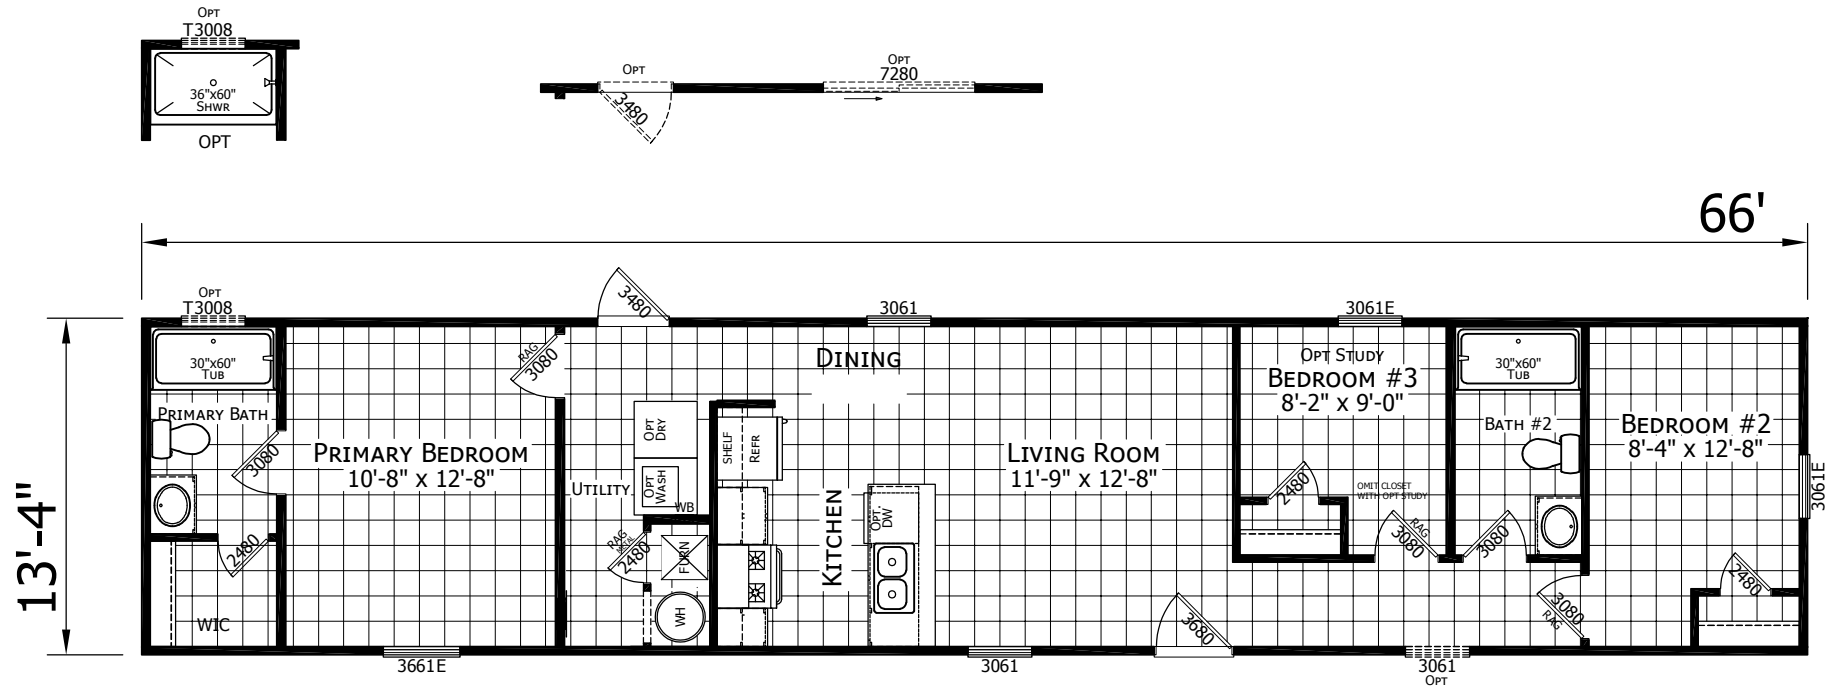 OPT
T3008
36"x60"
SHWR
OPT
OPT
3480
OPT
7280
66'
13'-4"
OPT
T3008
30"x60"
TUB
PRIMARY BATH
3080
2480
WIC
PRIMARY BEDROOM
10'-8" x 12'-8"
3661E
RAG
3080
3480
OPT
DRY
OPT
WASH
WB
UTILITY
RAG
METAL
2480
FURN
WH
SHELF
REFR
KITCHEN
OPT.
DW
DINING
3061
LIVING ROOM
11'-9" x 12'-8"
3061
3680
3061E
OPT STUDY
BEDROOM #3
8'-2" x 9'-0"
2480
OMIT CLOSET
WITH OPT STUDY
RAG
3080
3061
OPT
30"x60"
TUB
BATH #2
3080
3080
RAG
BEDROOM #2
8'-4" x 12'-8"
3061E
2480